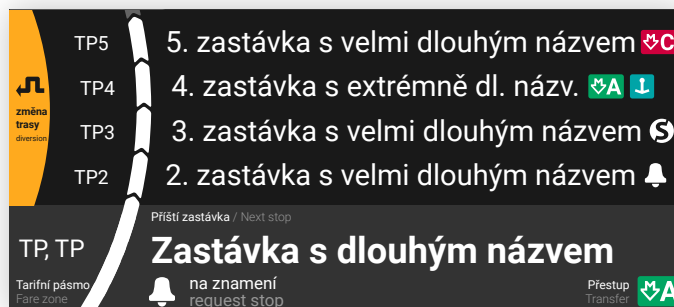 TP5 5. zastávka s velmi dlouhým názvem C
TP4 4. zastávka s extrémně dl. názv. A
změna
trasy
diversion
TP3 3. zastávka s velmi dlouhým názvem S
TP2 2. zastávka s velmi dlouhým názvem
Příští zastávka / Next stop
TP, TP Zastávka s dlouhým názvem
Tarifní pásmo
Fare zone
na znamení
request stop
Přestup
Transfer
A